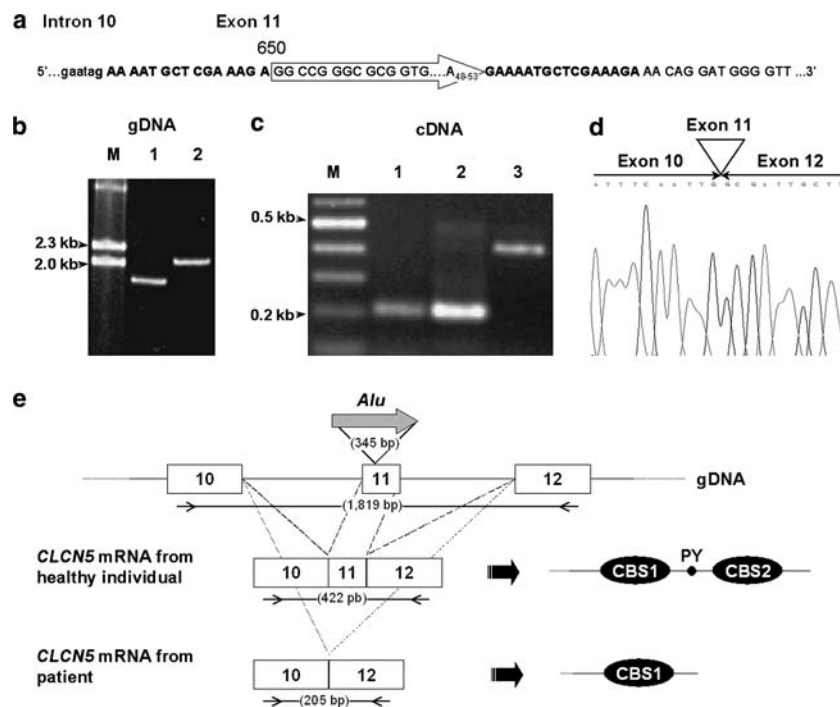 a Intron 10 Exon 11
650
5'...gaatag AA AAT GCT CGA AAG A GG CCG GGC GCG GTG....A48-53 GAAAATGCTCGAAAGA AA CAG GAT GGG GTT ...3'
b gDNA
M 1 2
2.3 kb
2.0 kb
c cDNA
M 1 2 3
0.5 kb
0.2 kb
d Exon 11
Exon 10 Exon 12
A T T T C A A T T G G C G A T T G C T
e
Alu
(345 bp)
10 11 12 gDNA
(1,819 bp)
CLCN5 mRNA from
healthy individual
10 11 12
(422 pb)
CBS1 PY CBS2
CLCN5 mRNA from
patient
10 12
(205 bp)
CBS1